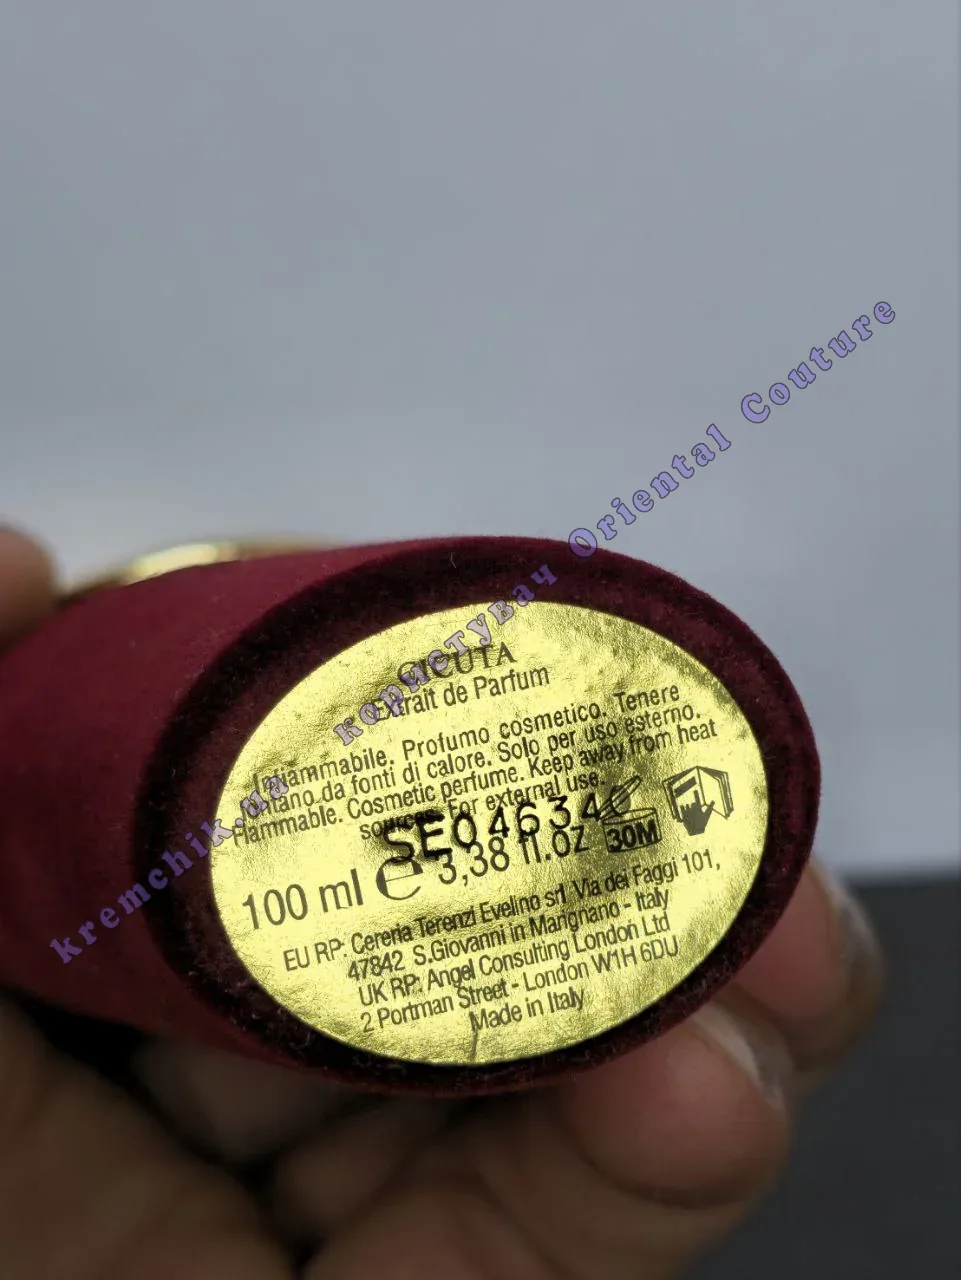 CICUTA
Extrait de Parfum
Infiammabile. Profumo cosmetico. Tenere
lontano da fonti di calore. Solo per uso esterno.
Flammable. Cosmetic perfume. Keep away from heat
sources. For external use.
SE04634
100 ml e 3,38 fl.oz 30M
EU RP: Cereria Terenzi Evelino srl Via dei Faggi 101,
47842 S.Giovanni in Marignano - Italy
UK RP: Angel Consulting London Ltd
2 Portman Street - London W1H 6DU
Made in Italy
kremchik.ua користувач Oriental Couture